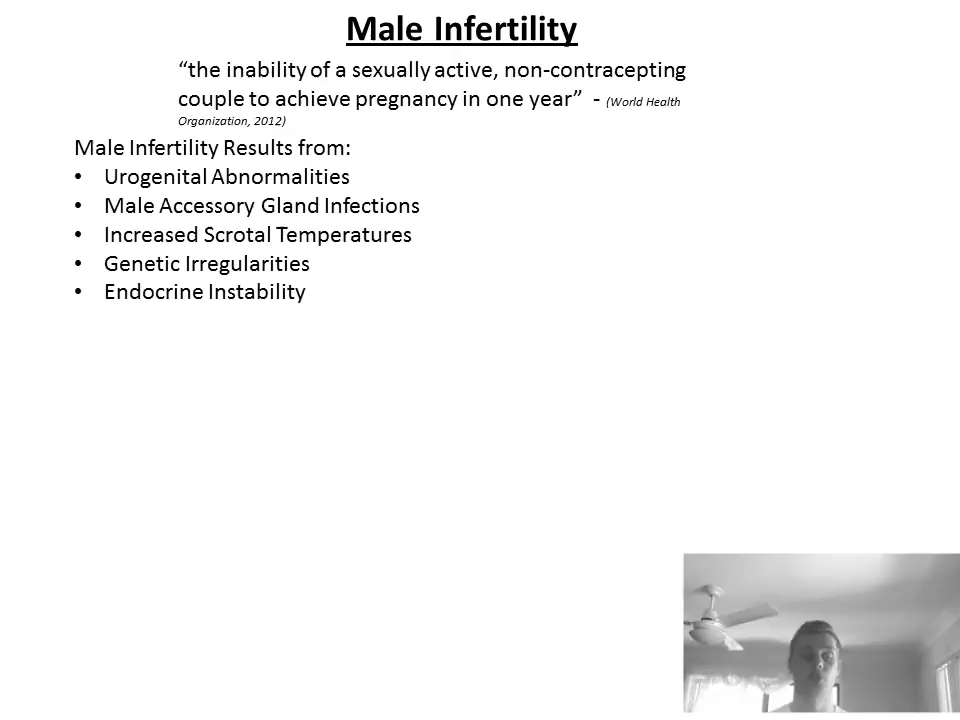 Male Infertility
“the inability of a sexually active, non-contracepting
couple to achieve pregnancy in one year” - (World Health
Organization, 2012)
Male Infertility Results from:
• Urogenital Abnormalities
• Male Accessory Gland Infections
• Increased Scrotal Temperatures
• Genetic Irregularities
• Endocrine Instability